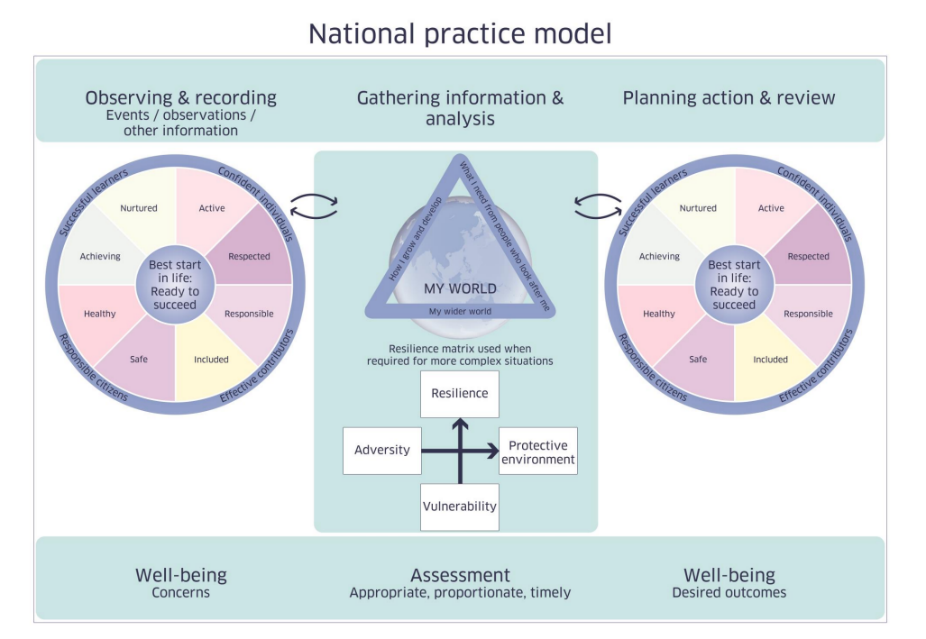 National practice model
Observing & recording
Events / observations /
other information
Gathering information &
analysis
Planning action & review
Successful learners
Confident individuals
Nurtured
Active
Achieving
Respected
Best start
in life:
Ready to
succeed
Healthy
Responsible
Safe
Included
Responsible citizens
Effective contributors
How I grow and develop
What I need from people who look after me
MY WORLD
My wider world
Resilience matrix used when
required for more complex situations
Resilience
Adversity
Protective
environment
Vulnerability
Successful learners
Confident individuals
Nurtured
Active
Achieving
Respected
Best start
in life:
Ready to
succeed
Healthy
Responsible
Safe
Included
Responsible citizens
Effective contributors
Well-being
Concerns
Assessment
Appropriate, proportionate, timely
Well-being
Desired outcomes